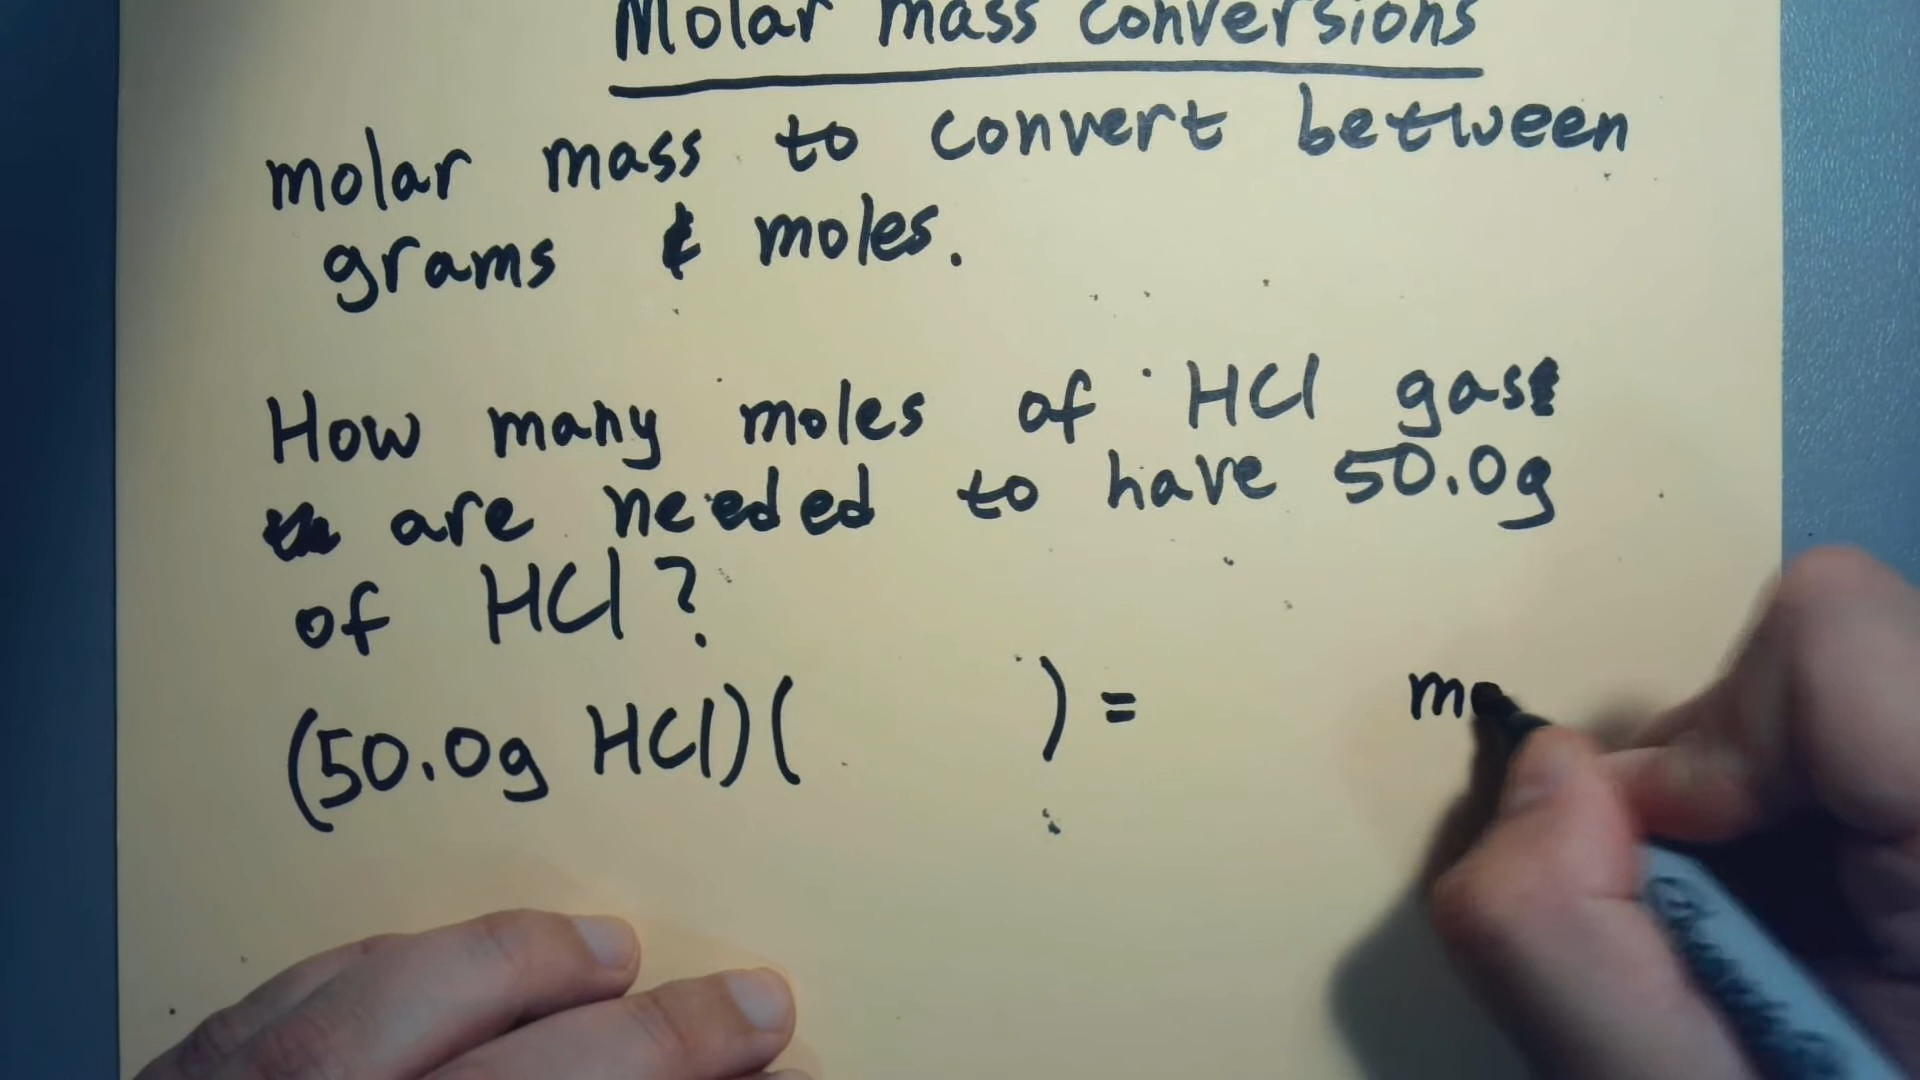 Molar mass conversions
molar mass to convert between
grams & moles.
How many moles of HCl gas
are needed to have 50.0g
of HCl?
(50.0g HCl)( ) = mo